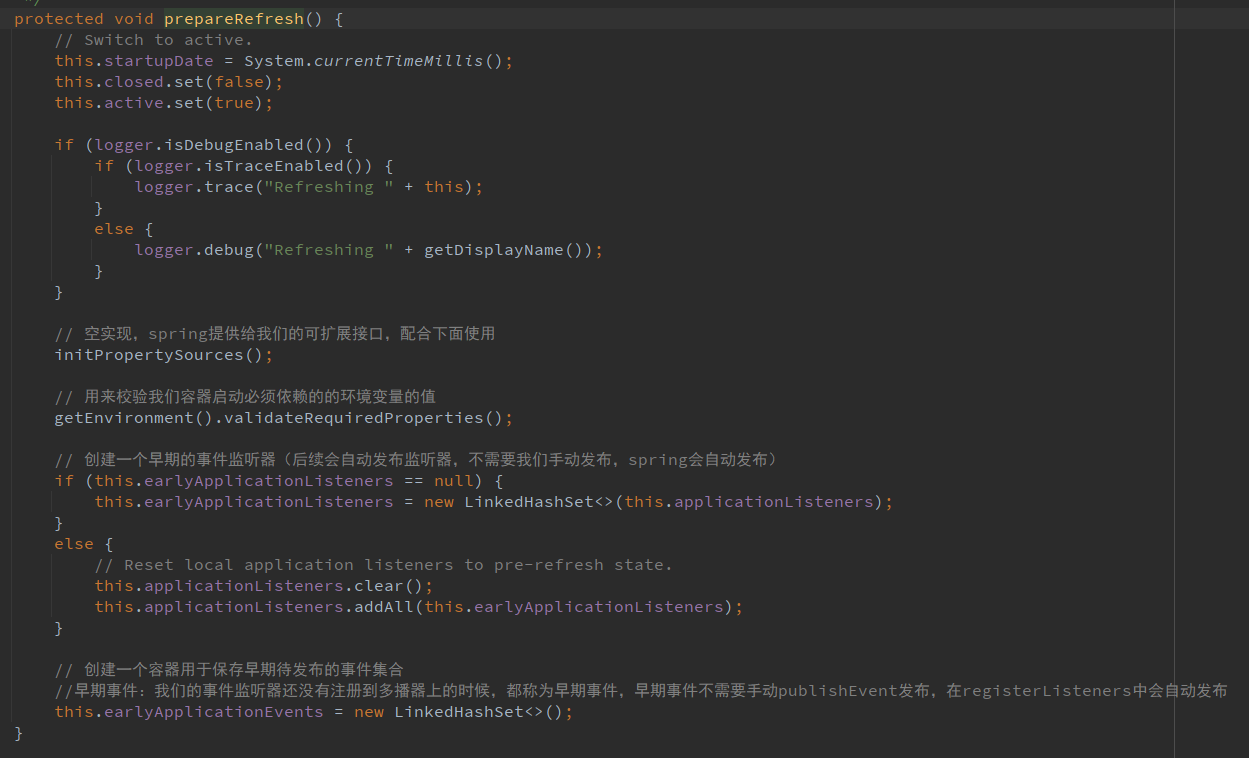 */
protected void prepareRefresh() {
// Switch to active.
this.startupDate = System.currentTimeMillis();
this.closed.set(false);
this.active.set(true);
if (logger.isDebugEnabled()) {
if (logger.isTraceEnabled()) {
logger.trace("Refreshing " + this);
}
else {
logger.debug("Refreshing " + getDisplayName());
}
}
// 空实现，spring提供给我们的可扩展接口，配合下面使用
initPropertySources();
// 用来校验我们容器启动必须依赖的的环境变量的值
getEnvironment().validateRequiredProperties();
// 创建一个早期的事件监听器（后续会自动发布监听器，不需要我们手动发布，spring会自动发布）
if (this.earlyApplicationListeners == null) {
this.earlyApplicationListeners = new LinkedHashSet<>(this.applicationListeners);
}
else {
// Reset local application listeners to pre-refresh state.
this.applicationListeners.clear();
this.applicationListeners.addAll(this.earlyApplicationListeners);
}
// 创建一个容器用于保存早期待发布的事件集合
//早期事件：我们的事件监听器还没有注册到多播器上的时候，都称为早期事件，早期事件不需要手动publishEvent发布，在registerListeners中会自动发布
this.earlyApplicationEvents = new LinkedHashSet<>();
}